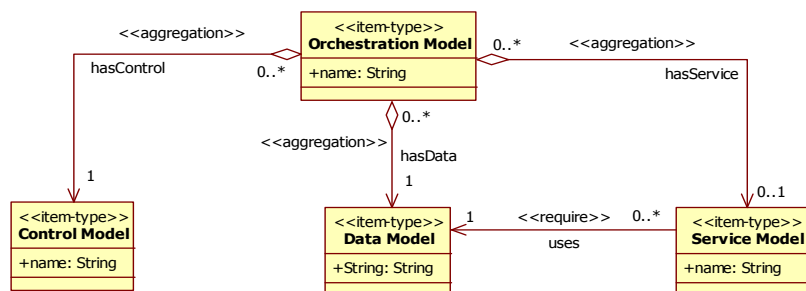 <<item-type>>
Orchestration Model
+name: String
<<aggregation>>
0..*
hasControl
1
<<aggregation>>
0..*
hasData
1
0..*
<<aggregation>>
hasService
0..1
<<item-type>>
Control Model
+name: String
<<item-type>>
Data Model
+String: String
1
<<require>>
0..*
uses
<<item-type>>
Service Model
+name: String